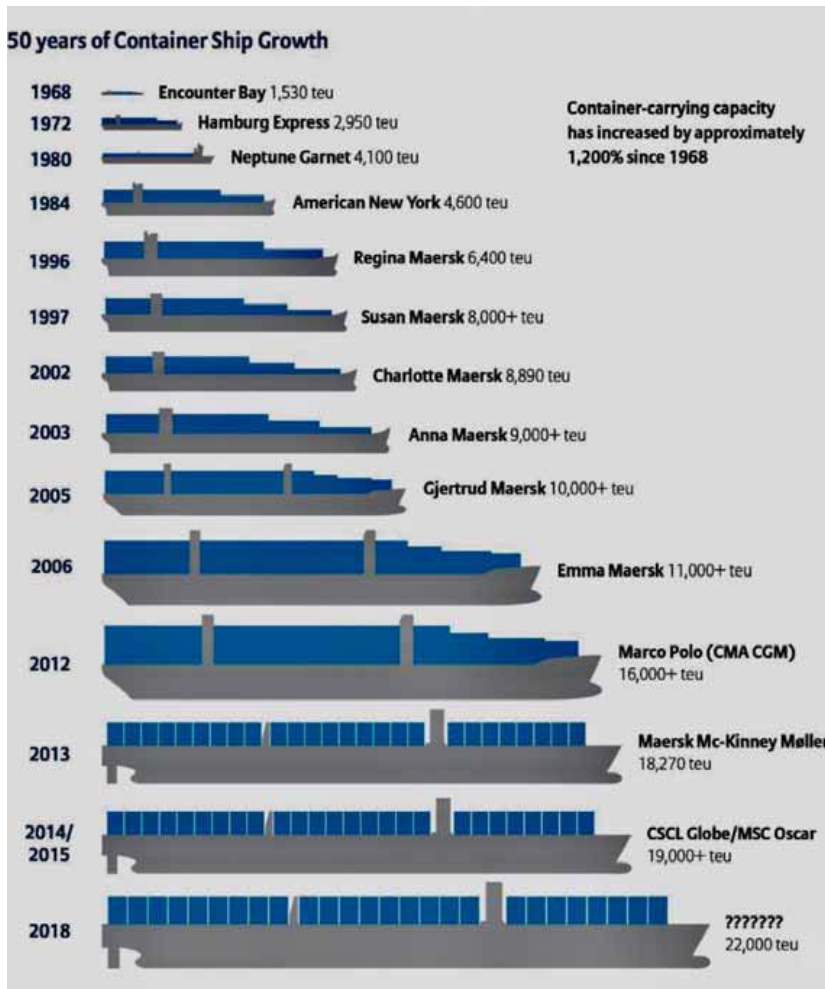 50 years of Container Ship Growth
1968 Encounter Bay 1,530 teu
Container-carrying capacity
has increased by approximately
1,200% since 1968
1972 Hamburg Express 2,950 teu
1980 Neptune Garnet 4,100 teu
1984 American New York 4,600 teu
1996 Regina Maersk 6,400 teu
1997 Susan Maersk 8,000+ teu
2002 Charlotte Maersk 8,890 teu
2003 Anna Maersk 9,000+ teu
2005 Gjertrud Maersk 10,000+ teu
2006 Emma Maersk 11,000+ teu
2012 Marco Polo (CMA CGM)
16,000+ teu
2013 Maersk Mc-Kinney Møller
18,270 teu
2014/
2015 CSCL Globe/MSC Oscar
19,000+ teu
2018 ???????
22,000 teu